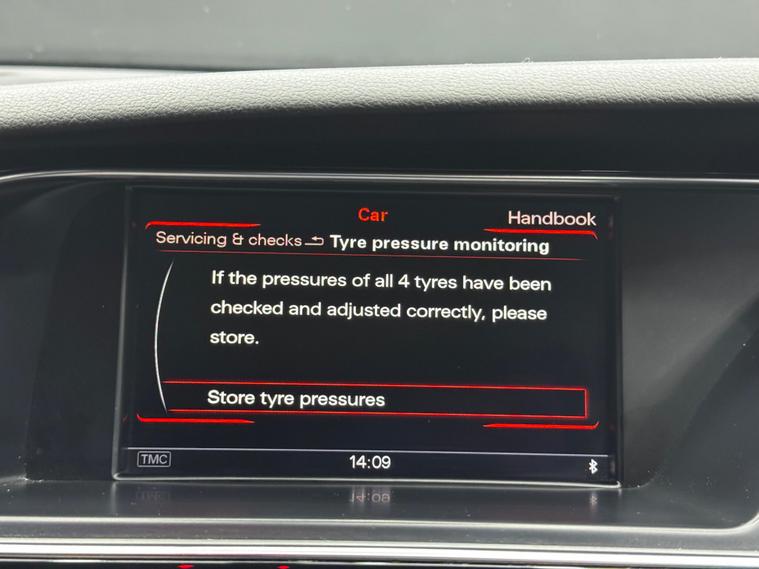 Car
Handbook
Servicing & checks Tyre pressure monitoring
If the pressures of all 4 tyres have been
checked and adjusted correctly, please
store.
Store tyre pressures
TMC
14:09